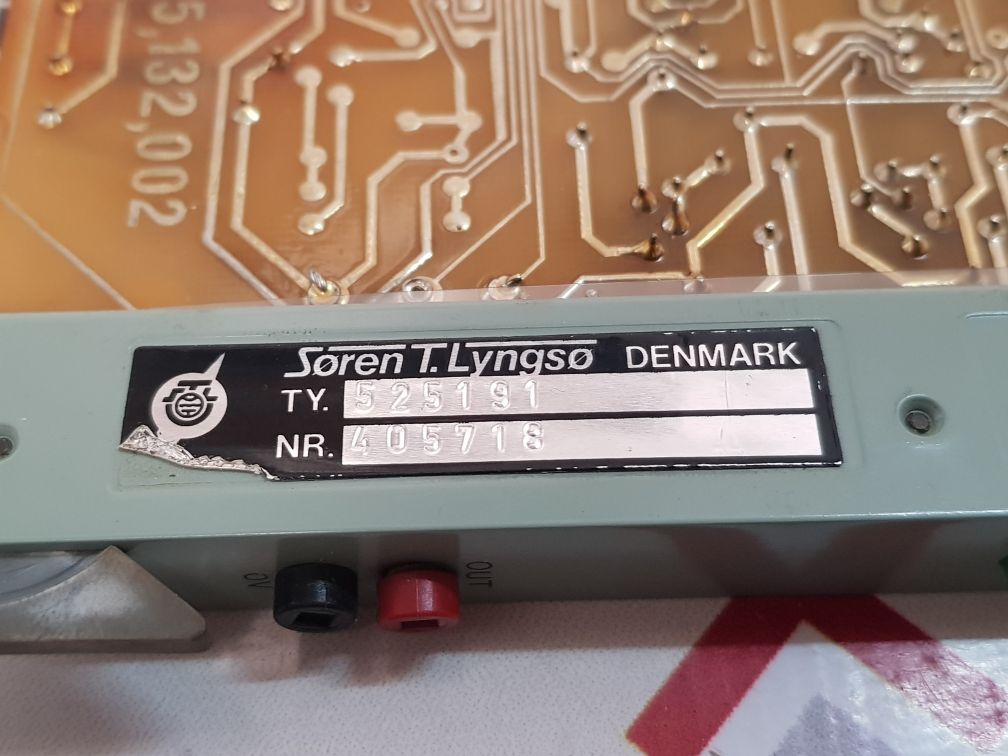 5,132,002
Søren T. Lyngsø DENMARK
TY. 525191
NR. 405718
0V
OUT